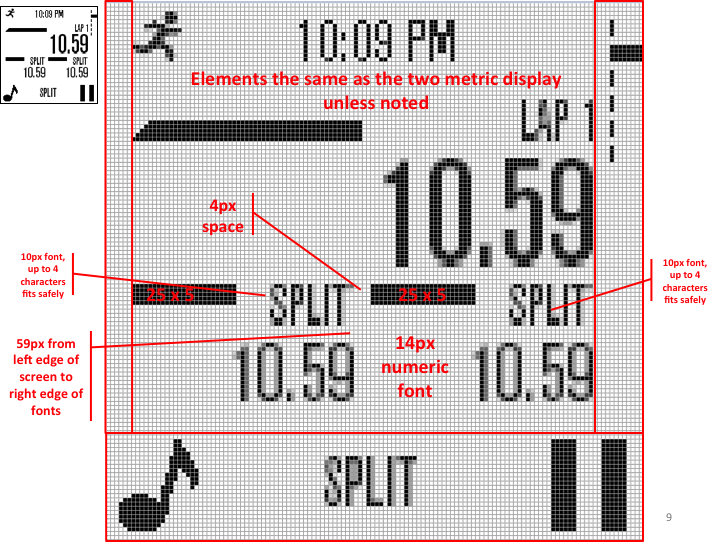 10:09 PM
LAP 1
10.59
SPLIT
SPLIT
10.59
10.59
SPLIT
10:09 PM
Elements the same as the two metric display
unless noted
LAP 1
10.59
4px
space
10px font,
up to 4
characters
fits safely
10px font,
up to 4
characters
fits safely
25 x 5
SPLIT
25 x 5
SPLIT
59px from
left edge of
screen to
right edge of
fonts
10.59
14px
numeric
font
10.59
SPLIT
9